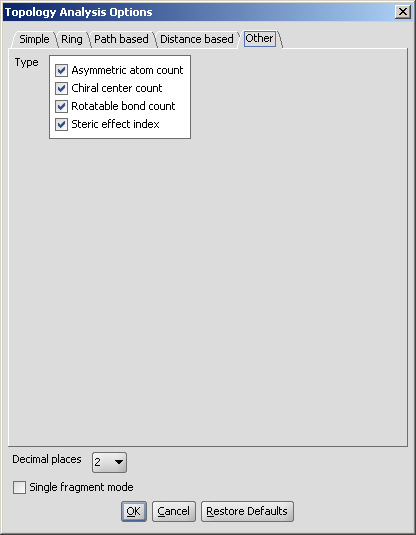 Topology Analysis Options
Simple Ring Path based Distance based Other
Type
Asymmetric atom count
Chiral center count
Rotatable bond count
Steric effect index
Decimal places 2
Single fragment mode
OK Cancel Restore Defaults